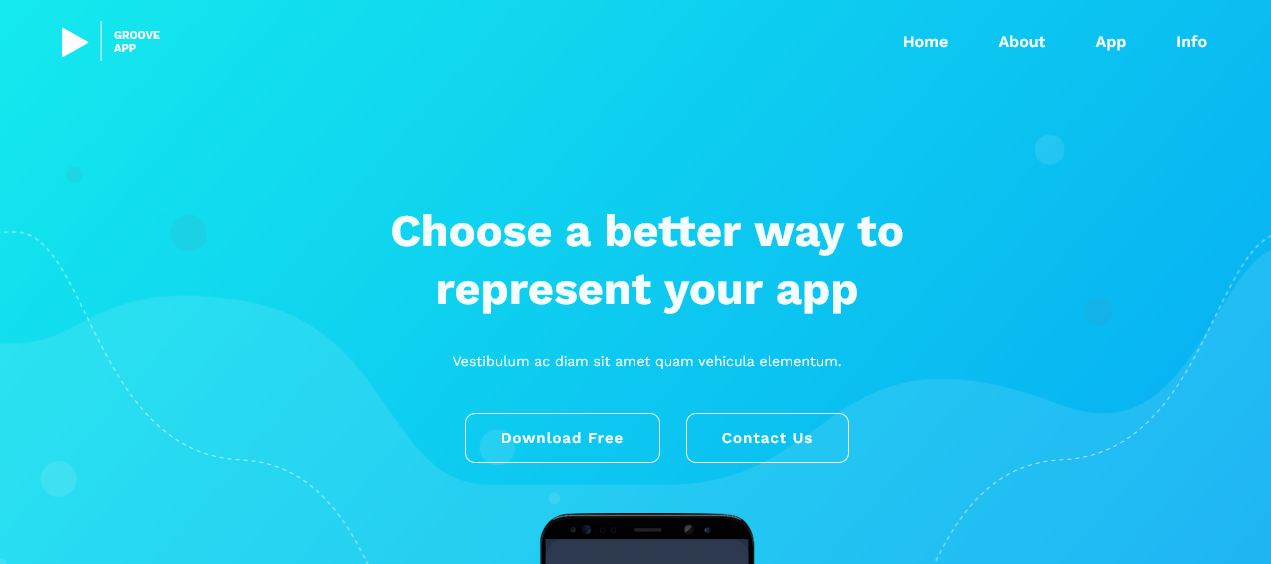 GROOVE
APP
Home About App Info
Choose a better way to
represent your app
Vestibulum ac diam sit amet quam vehicula elementum.
Download Free Contact Us